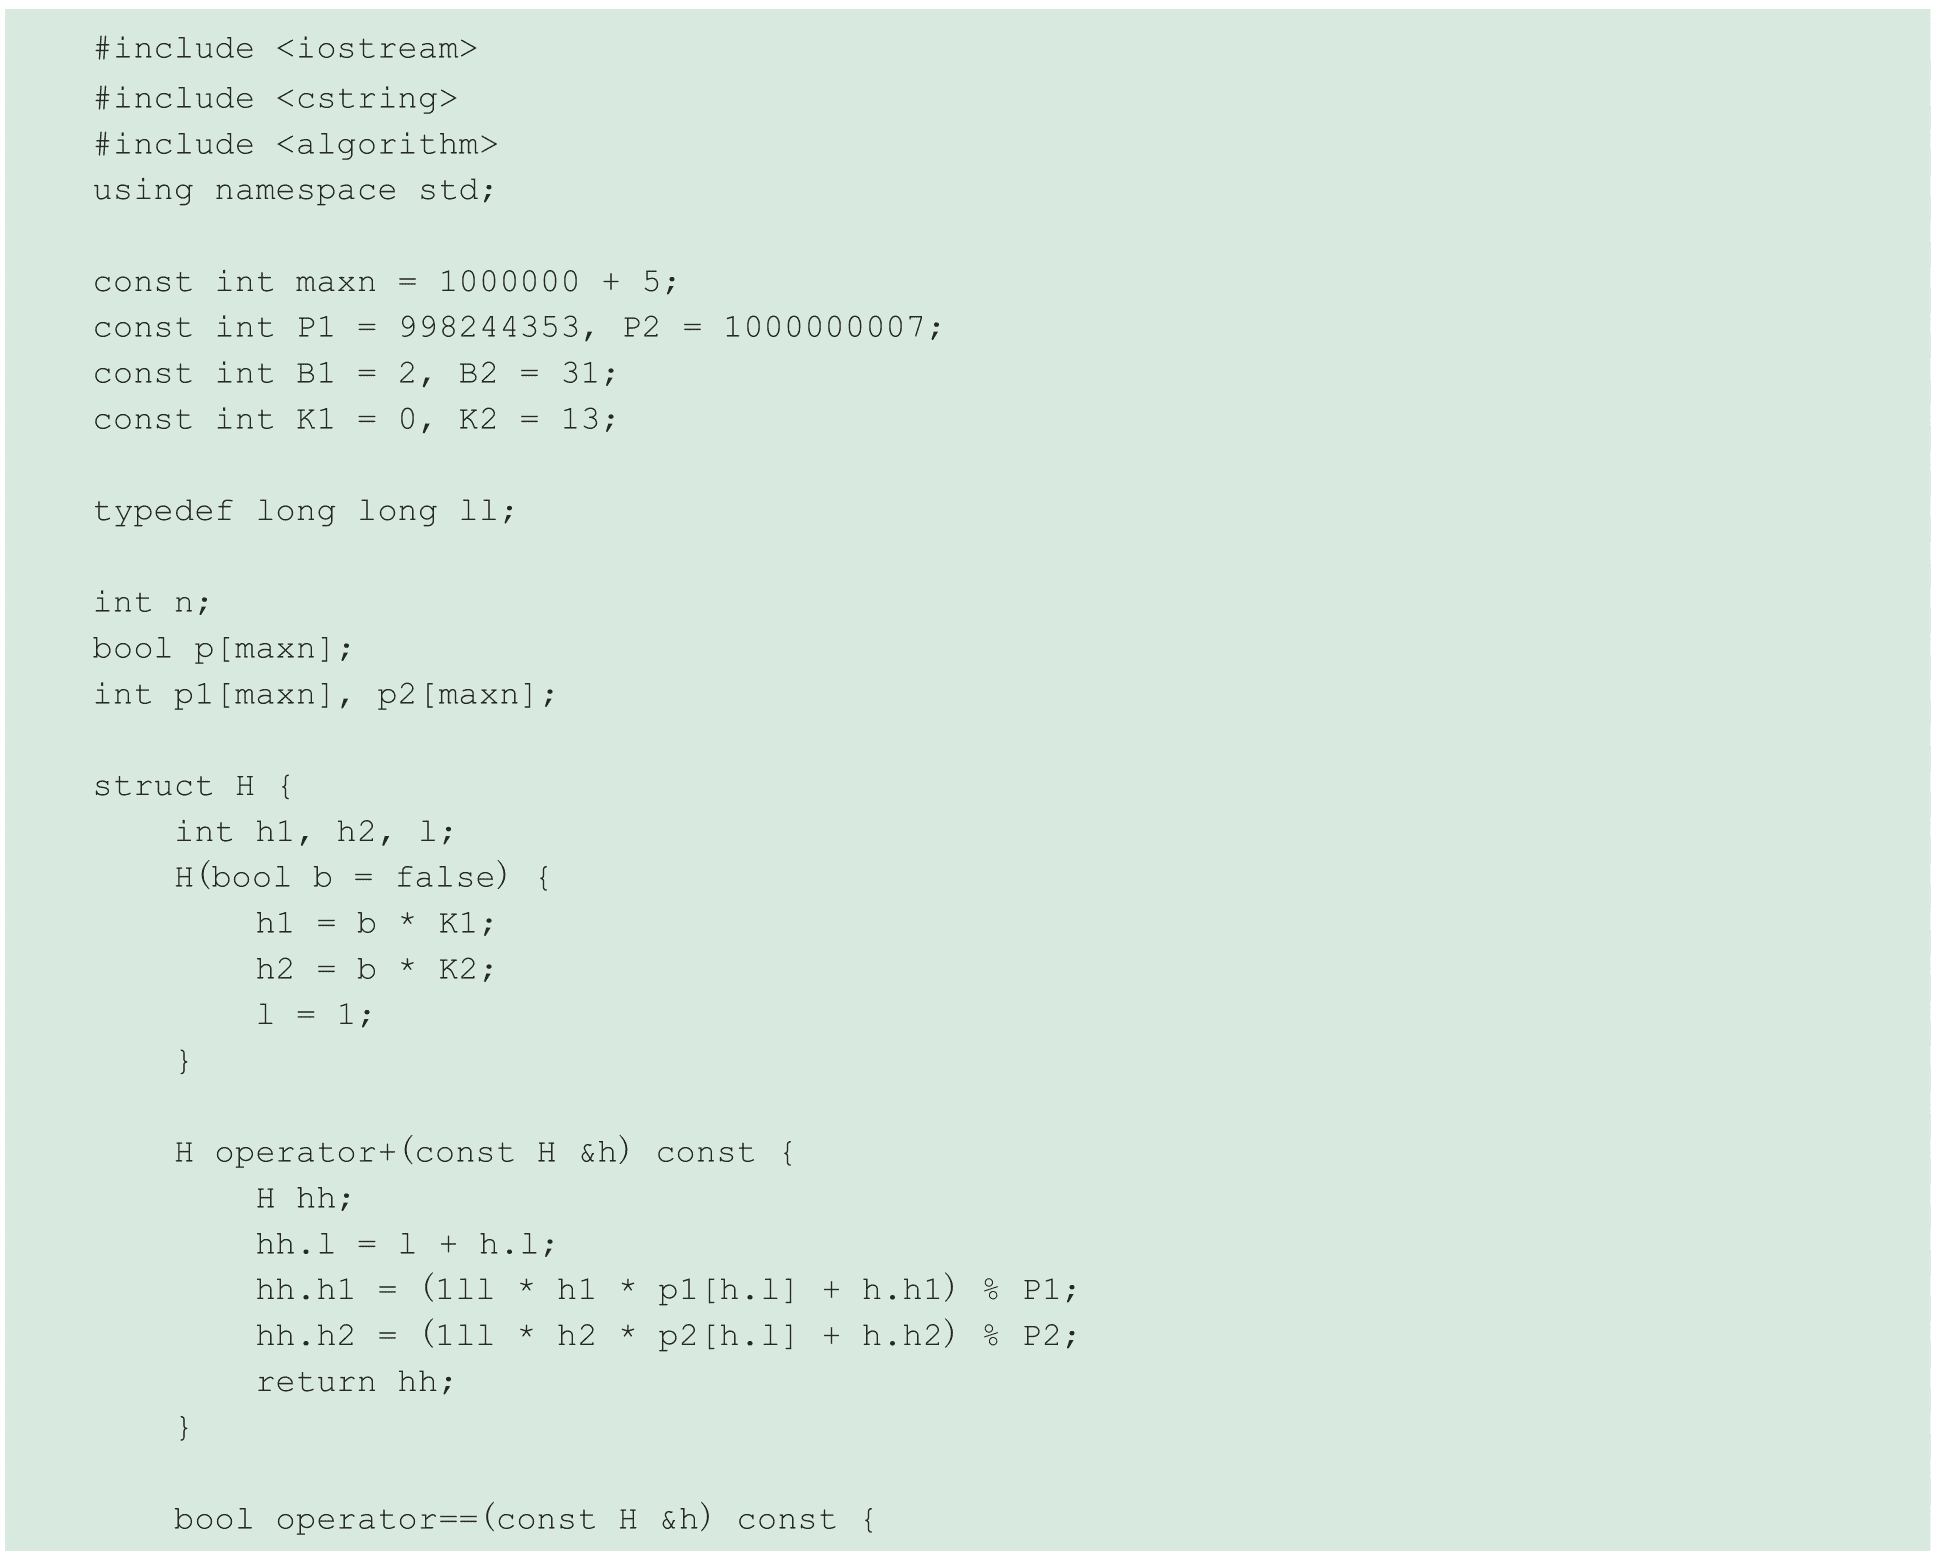 #include <iostream>
#include <cstring>
#include <algorithm>
using namespace std;

const int maxn = 1000000 + 5;
const int P1 = 998244353, P2 = 1000000007;
const int B1 = 2, B2 = 31;
const int K1 = 0, K2 = 13;

typedef long long ll;

int n;
bool p[maxn];
int p1[maxn], p2[maxn];

struct H {
    int h1, h2, l;
    H(bool b = false) {
        h1 = b * K1;
        h2 = b * K2;
        l = 1;
    }

    H operator+(const H &h) const {
        H hh;
        hh.l = l + h.l;
        hh.h1 = (1ll * h1 * p1[h.l] + h.h1) % P1;
        hh.h2 = (1ll * h2 * p2[h.l] + h.h2) % P2;
        return hh;
    }

    bool operator==(const H &h) const {